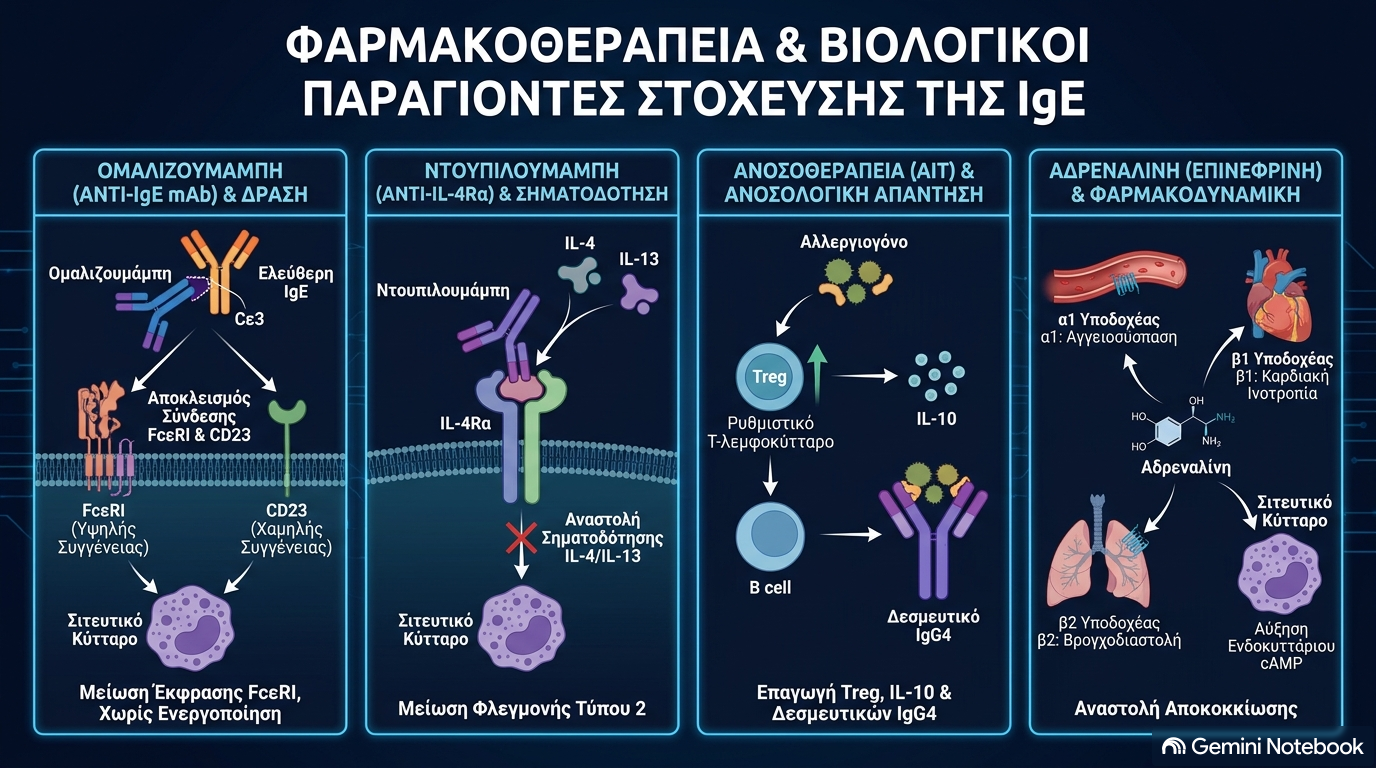 ΦΑΡΜΑΚΟΘΕΡΑΠΕΙΑ & ΒΙΟΛΟΓΙΚΟΙ
ΠΑΡΑΓΙΟΝΤΕΣ ΣΤΟΧΕΥΣΗΣ ΤΗΣ IgE
ΟΜΑΛΙΖΟΥΜΑΜΠΗ
(ANTI-IgE mAb) & ΔΡΑΣΗ
Ομαλιζουμάμπη
Ελεύθερη
IgE
Cε3
Αποκλεισμός
Σύνδεσης
FcεRI & CD23
FcεRI
(Υψηλής
Συγγένειας)
CD23
(Χαμηλής
Συγγένειας)
Σιτευτικό
Κύτταρο
Μείωση Έκφρασης FcεRI,
Χωρίς Ενεργοποίηση
ΝΤΟΥΠΙΛΟΥΜΑΜΠΗ
(ANTI-IL-4Rα) & ΣΗΜΑΤΟΔΟΤΗΣΗ
IL-4
IL-13
Ντουπιλουμάμπη
IL-4Rα
Αναστολή
Σηματοδότησης
IL-4/IL-13
Σιτευτικό
Κύτταρο
Μείωση Φλεγμονής Τύπου 2
ΑΝΟΣΟΘΕΡΑΠΕΙΑ (AIT) &
ΑΝΟΣΟΛΟΓΙΚΗ ΑΠΑΝΤΗΣΗ
Αλλεργιογόνο
Treg
IL-10
Ρυθμιστικό
Τ-λεμφοκύτταρο
B cell
Δεσμευτικό
IgG4
Επαγωγή Treg, IL-10 &
Δεσμευτικών IgG4
ΑΔΡΕΝΑΛΙΝΗ (ΕΠΙΝΕΦΡΙΝΗ)
& ΦΑΡΜΑΚΟΔΥΝΑΜΙΚΗ
α1 Υποδοχέας
α1: Αγγειοσύσπαση
β1 Υποδοχέας
β1: Καρδιακή
Ινοτροπία
OH
HO
NH₂
HO
NH₂
Αδρεναλίνη
β2 Υποδοχέας
β2: Βρογχοδιαστολή
Σιτευτικό
Κύτταρο
Αύξηση
Ενδοκυττάριου
cAMP
Αναστολή Αποκοκκίωσης
Gemini Notebook